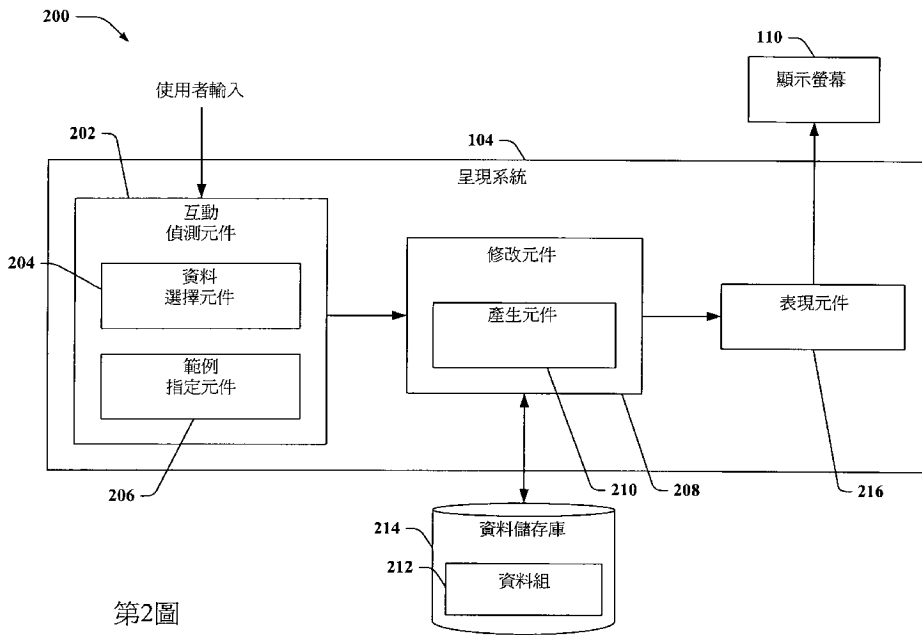 200
使用者輸入
110
顯示螢幕
202
104
呈現系統
互動
偵測元件
204
資料
選擇元件
範例
指定元件
206
修改元件
產生元件
210
208
表現元件
216
214
資料儲存庫
212
資料組
第2圖